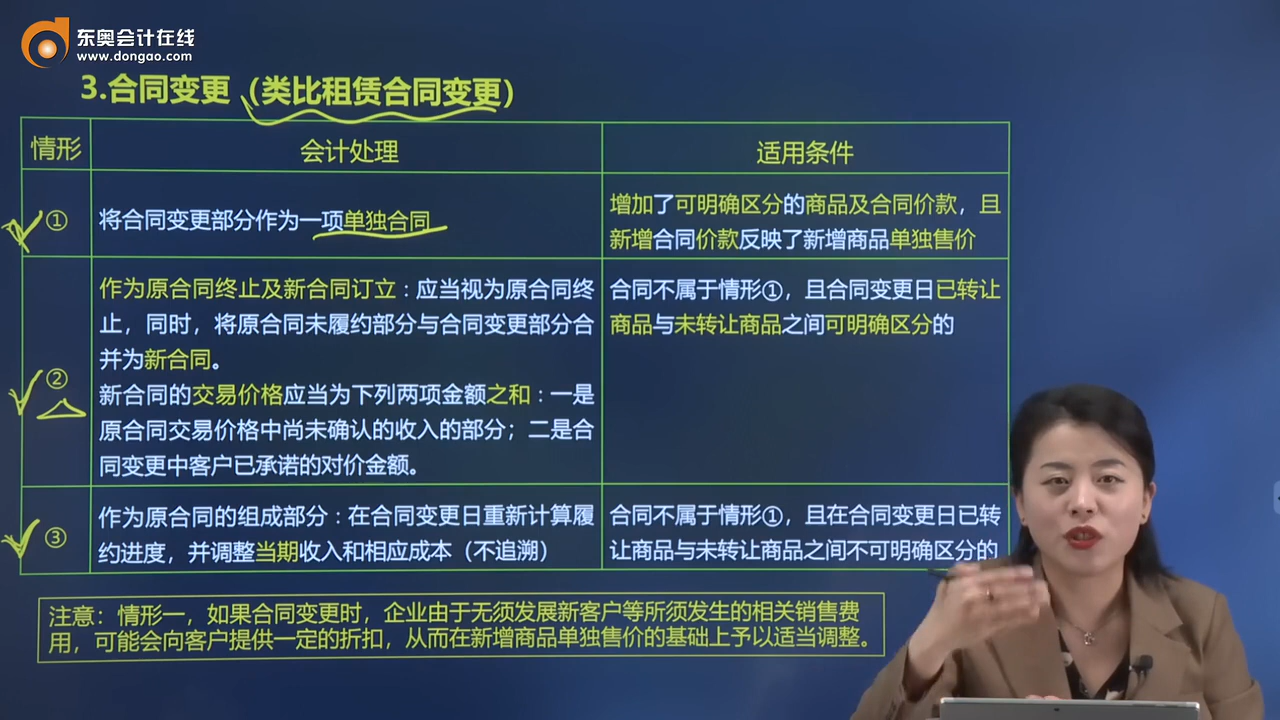 东奥会计在线
www.dongao.com
3.合同变更（类比租赁合同变更）
情形
会计处理
适用条件
①
将合同变更部分作为一项单独合同
增加了可明确区分的商品及合同价款，且
新增合同价款反映了新增商品单独售价
②
作为原合同终止及新合同订立：应当视为原合同终
止，同时，将原合同未履约部分与合同变更部分合
并为新合同。
新合同的交易价格应当为下列两项金额之和：一是
原合同交易价格中尚未确认的收入的部分；二是合
同变更中客户已承诺的对价金额。
合同不属于情形①，且合同变更日已转让
商品与未转让商品之间可明确区分的
③
作为原合同的组成部分：在合同变更日重新计算履
约进度，并调整当期收入和相应成本（不追溯）
合同不属于情形①，且在合同变更日已转
让商品与未转让商品之间不可明确区分的
注意：情形一，如果合同变更时，企业由于无须发展新客户等所须发生的相关销售费
用，可能会向客户提供一定的折扣，从而在新增商品单独售价的基础上予以适当调整。